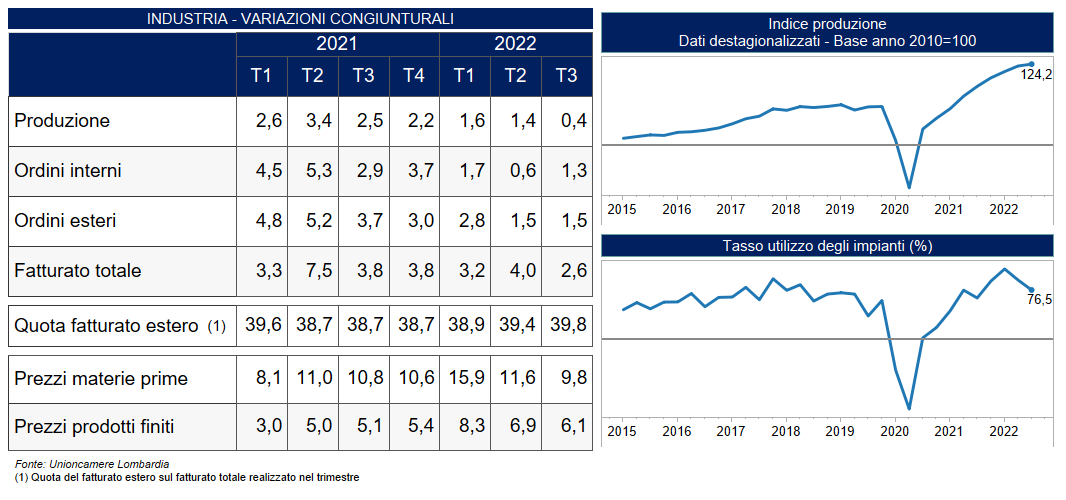 INDUSTRIA - VARIAZIONI CONGIUNTURALI
2021 2022
T1 T2 T3 T4 T1 T2 T3
Produzione 2,6 3,4 2,5 2,2 1,6 1,4 0,4
Ordini interni 4,5 5,3 2,9 3,7 1,7 0,6 1,3
Ordini esteri 4,8 5,2 3,7 3,0 2,8 1,5 1,5
Fatturato totale 3,3 7,5 3,8 3,8 3,2 4,0 2,6
Quota fatturato estero (1) 39,6 38,7 38,7 38,7 38,9 39,4 39,8
Prezzi materie prime 8,1 11,0 10,8 10,6 15,9 11,6 9,8
Prezzi prodotti finiti 3,0 5,0 5,1 5,4 8,3 6,9 6,1
Fonte: Unioncamere Lombardia
(1) Quota del fatturato estero sul fatturato totale realizzato nel trimestre
Indice produzione
Dati destagionalizzati - Base anno 2010=100
124,2
2015 2016 2017 2018 2019 2020 2021 2022
Tasso utilizzo degli impianti (%)
76,5
2015 2016 2017 2018 2019 2020 2021 2022